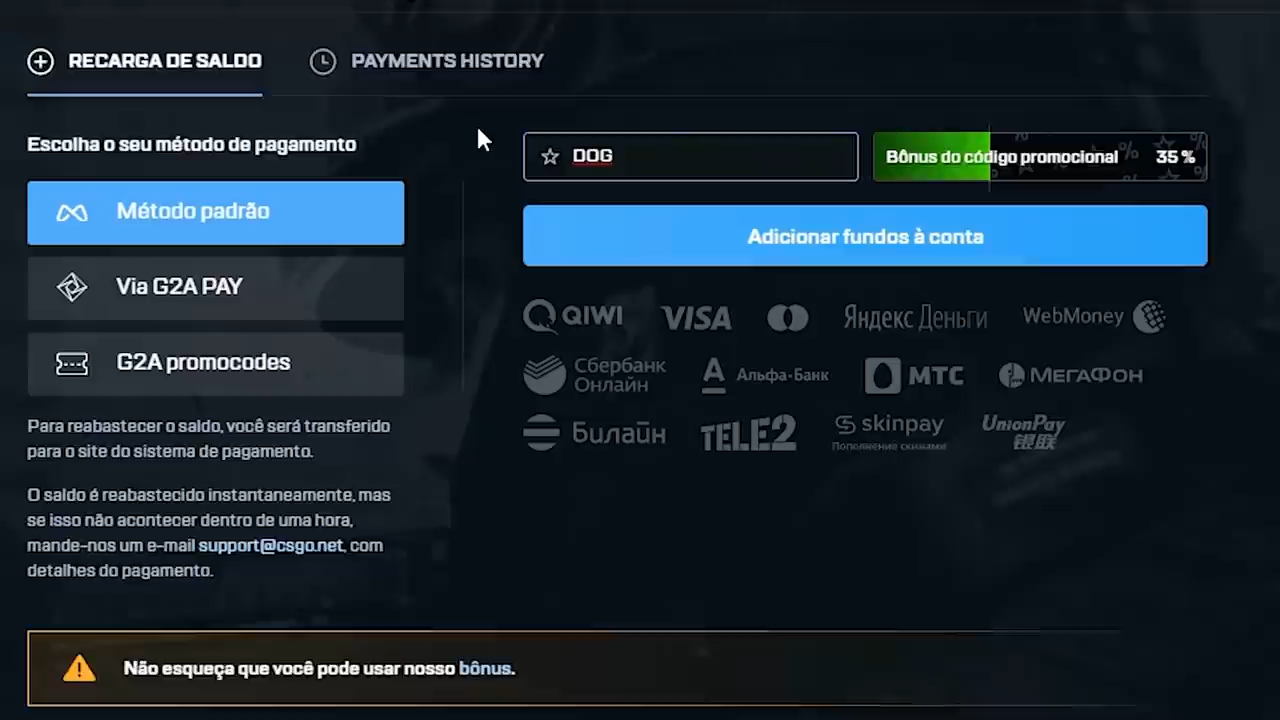 RECARGA DE SALDO
PAYMENTS HISTORY
Escolha o seu método de pagamento
Método padrão
Via G2A PAY
G2A promocodes
Para reabastecer o saldo, você será transferido
para o site do sistema de pagamento.
O saldo é reabastecido instantaneamente, mas
se isso não acontecer dentro de uma hora,
mande-nos um e-mail support@csgo.net, com
detalhes do pagamento.
DOG
Bônus do código promocional 35 %
Adicionar fundos à conta
QIWI VISA Яндекс Деньги WebMoney
Сбербанк
Онлайн
Альфа·Банк МТС МЕГАФОН
Билайн TELE2 skinpay
Пополнение скинами
UnionPay
银联
Não esqueça que você pode usar nosso bônus.